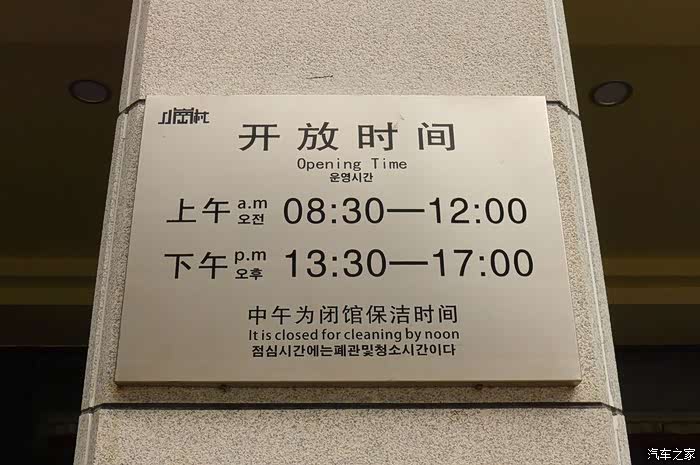 小岗村
开放时间
Opening Time
운영시간
上午 a.m 오전 08:30—12:00
下午 p.m 오후 13:30—17:00
中午为闭馆保洁时间
It is closed for cleaning by noon
점심시간에는폐관및청소시간이다
汽车之家